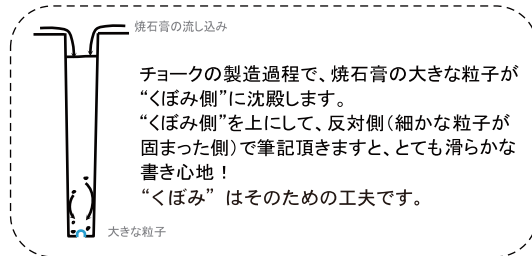 焼石膏の流し込み
チョークの製造過程で、焼石膏の大きな粒子が
“くぼみ側”に沈殿します。
“くぼみ側”を上にして、反対側(細かな粒子が
固まった側)で筆記頂きますと、とても滑らかな
書き心地!
“くぼみ” はそのための工夫です。
大きな粒子